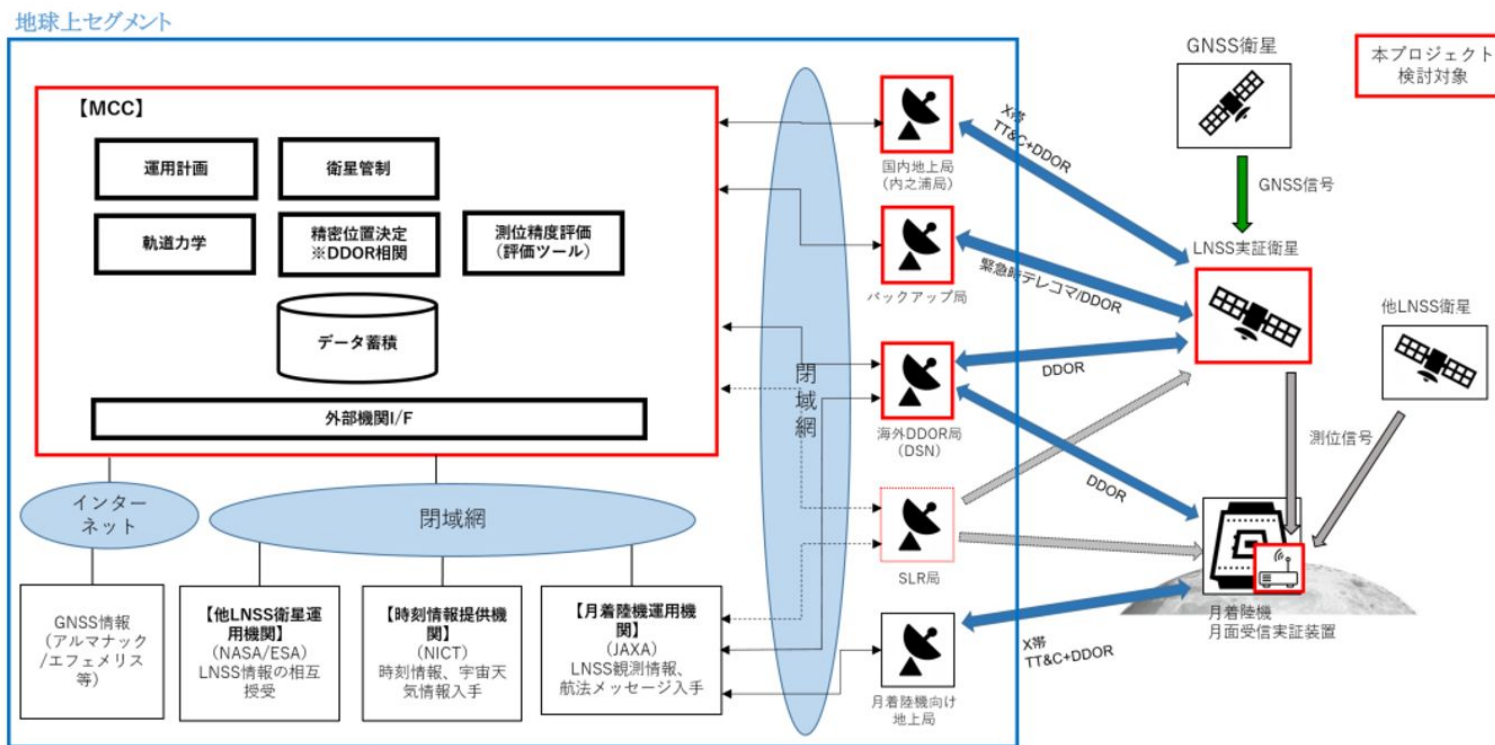 地球上セグメント
【MCC】
運用計画
衛星管制
軌道力学
精密位置決定
※DDOR相関
測位精度評価
(評価ツール)
データ蓄積
外部機関I/F
インター
ネット
閉域網
GNSS情報
(アルマナック
/エフェメリス
等)
【他LNSS衛星運
用機関】
(NASA/ESA)
LNSS情報の相互
授受
【時刻情報提供機
関】
(NICT)
時刻情報、宇宙天
気情報入手
【月着陸機運用機
関】
(JAXA)
LNSS観測情報、
航法メッセージ入手
閉域網
国内地上局
(内之浦局)
バックアップ局
海外DDOR局
(DSN)
SLR局
月着陸機向け
地上局
X帯
TT&C+DDOR
緊急時テレコマ/DDOR
DDOR
DDOR
X帯
TT&C+DDOR
GNSS衛星
GNSS信号
LNSS実証衛星
他LNSS衛星
測位信号
月着陸機
月面受信実証装置
本プロジェクト
検討対象